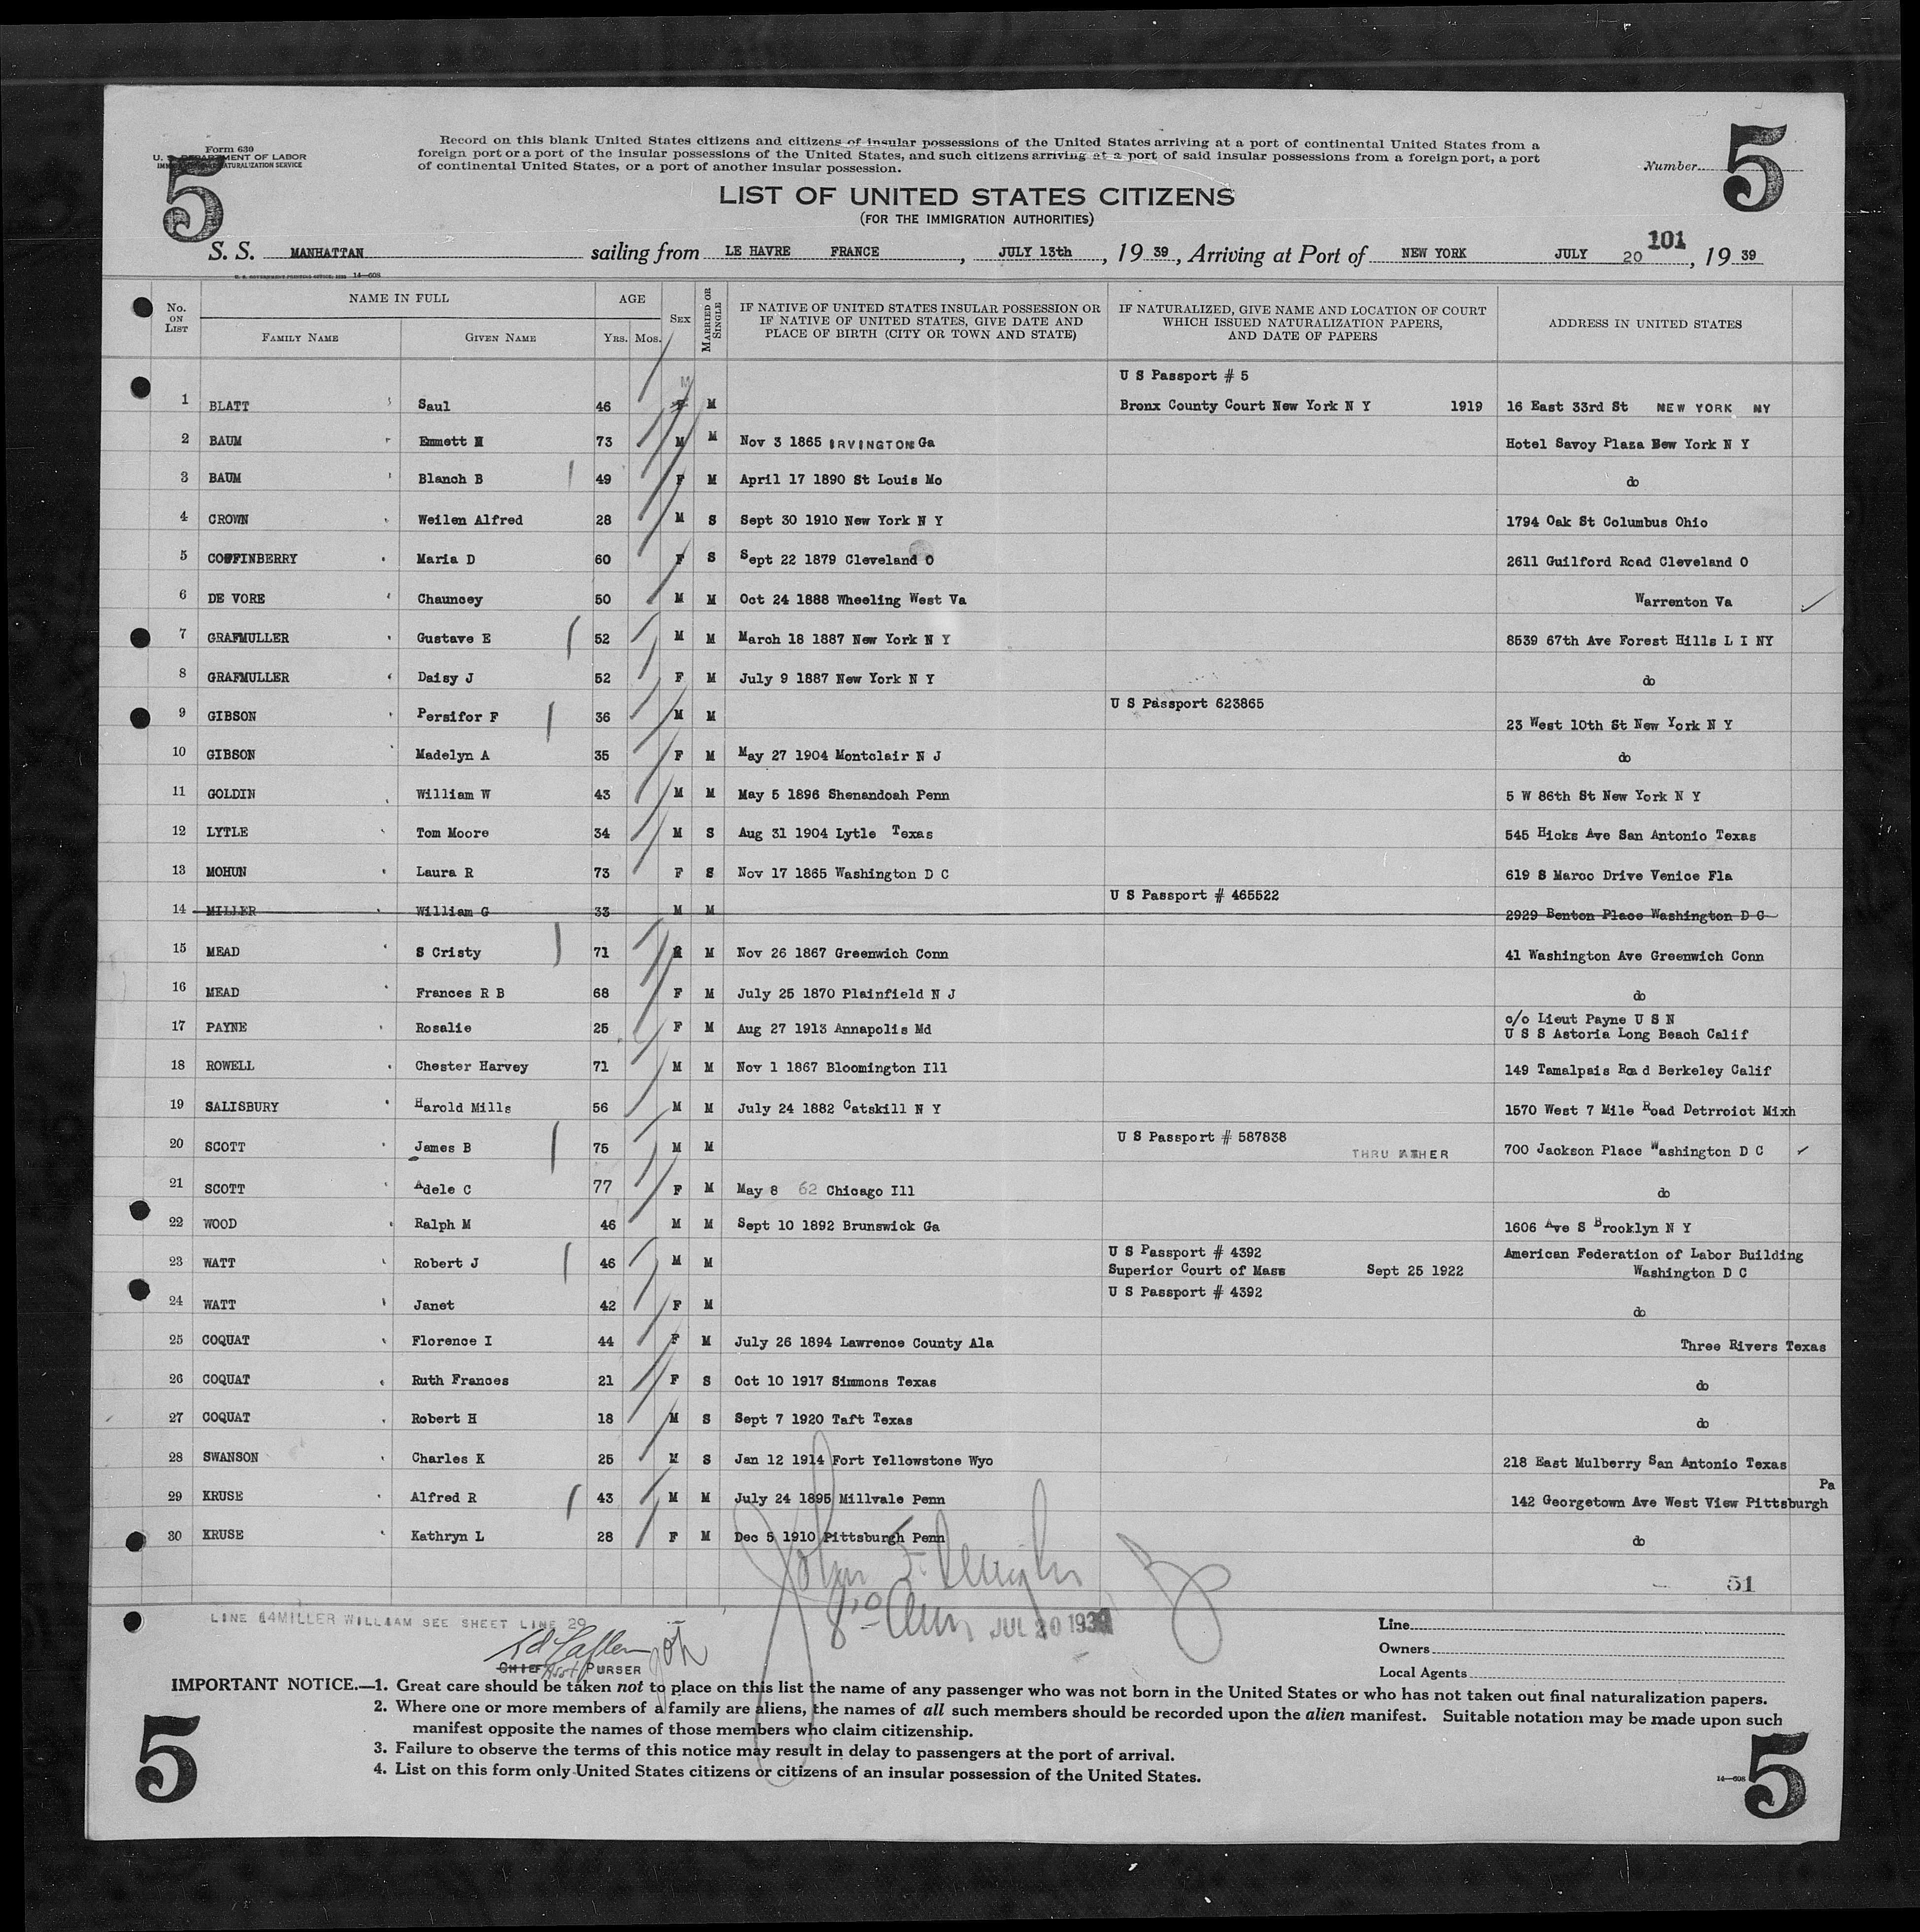 Form 630
U. S. DEPARTMENT OF LABOR
IMMIGRATION AND NATURALIZATION SERVICE
Record on this blank United States citizens and citizens of insular possessions of the United States arriving at a port of continental United States from a
foreign port or a port of the insular possessions of the United States, and such citizens arriving at a port of said insular possessions from a foreign port, a port
of continental United States, or a port of another insular possession.
Number
5
5
LIST OF UNITED STATES CITIZENS
(FOR THE IMMIGRATION AUTHORITIES)
S. S. MANHATTAN sailing from LE HAVRE FRANCE, JULY 13th, 1939, Arriving at Port of NEW YORK JULY 20 101, 1939
U. S. GOVERNMENT PRINTING OFFICE 14—608
No. ON LIST
NAME IN FULL
FAMILY NAME
GIVEN NAME
AGE
YRS. MOS.
SEX
MARRIED OR SINGLE
IF NATIVE OF UNITED STATES INSULAR POSSESSION OR
IF NATIVE OF UNITED STATES, GIVE DATE AND
PLACE OF BIRTH (CITY OR TOWN AND STATE)
IF NATURALIZED, GIVE NAME AND LOCATION OF COURT
WHICH ISSUED NATURALIZATION PAPERS,
AND DATE OF PAPERS
ADDRESS IN UNITED STATES
U S Passport # 5
1 BLATT Saul 46 M M Bronx County Court New York N Y 1919 16 East 33rd St NEW YORK NY
2 BAUM Emmett M 73 M M Nov 3 1865 IRVINGTON Ga Hotel Savoy Plaza New York N Y
3 BAUM Blanch B 49 F M April 17 1890 St Louis Mo do
4 CROWN Weilen Alfred 28 M S Sept 30 1910 New York N Y 1794 Oak St Columbus Ohio
5 COFFINBERRY Maria D 60 F S Sept 22 1879 Cleveland O 2611 Guilford Road Cleveland O
6 DE VORE Chauncey 50 M M Oct 24 1888 Wheeling West Va Warrenton Va
7 GRAFMULLER Gustave E 52 M M March 18 1887 New York N Y 8539 67th Ave Forest Hills L I NY
8 GRAFMULLER Daisy J 52 F M July 9 1887 New York N Y do
U S Passport 623865
9 GIBSON Persifor F 36 M M 23 West 10th St New York N Y
10 GIBSON Madelyn A 35 F M May 27 1904 Montclair N J do
11 GOLDIN William W 43 M M May 5 1896 Shenandoah Penn 5 W 86th St New York N Y
12 LYTLE Tom Moore 34 M S Aug 31 1904 Lytle Texas 545 Hicks Ave San Antonio Texas
13 MOHUN Laura R 73 F S Nov 17 1865 Washington D C 619 S Marco Drive Venice Fla
U S Passport # 465522
14 MILLER William G 33 M M 2929 Benton Place Washington D C
15 MEAD S Cristy 71 M Nov 26 1867 Greenwich Conn 41 Washington Ave Greenwich Conn
16 MEAD Frances R B 68 F M July 25 1870 Plainfield N J do
c/o Lieut Payne U S N
17 PAYNE Rosalie 25 F M Aug 27 1913 Annapolis Md U S S Astoria Long Beach Calif
18 ROWELL Chester Harvey 71 M M Nov 1 1867 Bloomington Ill 149 Tamalpais Road Berkeley Calif
19 SALISBURY Harold Mills 56 M M July 24 1882 Catskill N Y 1570 West 7 Mile Road Detrroict Mixh
U S Passport # 587838
20 SCOTT James B 75 M M THRU FATHER 700 Jackson Place Washington D C
21 SCOTT Adele C 77 F M May 8 62 Chicago Ill do
22 WOOD Ralph M 46 M M Sept 10 1892 Brunswick Ga 1606 Ave S Brooklyn N Y
U S Passport # 4392 American Federation of Labor Building
23 WATT Robert J 46 M M Superior Court of Mass Sept 25 1922 Washington D C
U S Passport # 4392
24 WATT Janet 42 F M do
25 COQUAT Florence I 44 F M July 26 1894 Lawrence County Ala Three Rivers Texas
26 COQUAT Ruth Frances 21 F S Oct 10 1917 Simmons Texas do
27 COQUAT Robert H 18 M S Sept 7 1920 Taft Texas do
28 SWANSON Charles K 25 M S Jan 12 1914 Fort Yellowstone Wyo 218 East Mulberry San Antonio Texas
Pa
29 KRUSE Alfred R 43 M M July 24 1895 Millvale Penn 142 Georgetown Ave West View Pittsburgh
30 KRUSE Kathryn L 28 F M Dec 5 1910 Pittsburgh Penn do
51
LINE 14 MILLER WILLIAM SEE SHEET LINE 29
JUL 20 1939
CHIEF Asst PURSER
Line
Owners
Local Agents
IMPORTANT NOTICE.—1. Great care should be taken not to place on this list the name of any passenger who was not born in the United States or who has not taken out final naturalization papers.
2. Where one or more members of a family are aliens, the names of all such members should be recorded upon the alien manifest. Suitable notation may be made upon such
manifest opposite the names of those members who claim citizenship.
3. Failure to observe the terms of this notice may result in delay to passengers at the port of arrival.
4. List on this form only United States citizens or citizens of an insular possession of the United States.
14—608
5
5